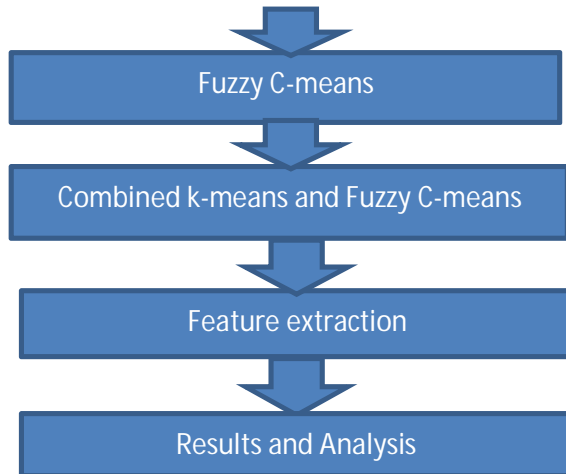 Fuzzy C-means
Combined k-means and Fuzzy C-means
Feature extraction
Results and Analysis